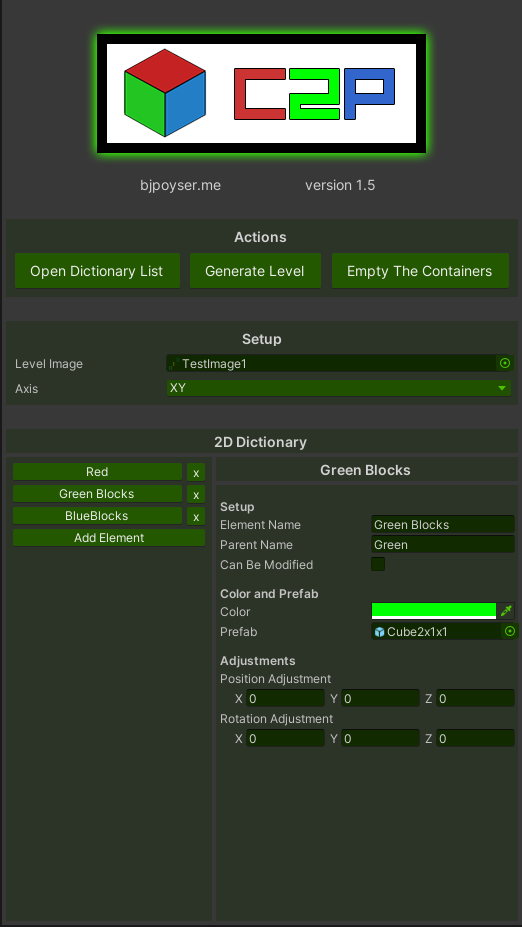 C2P
bjpoyser.me version 1.5
Actions
Open Dictionary List Generate Level Empty The Containers
Setup
Level Image TestImage1
Axis XY
2D Dictionary
Red x
Green Blocks x
BlueBlocks x
Add Element
Green Blocks
Setup
Element Name Green Blocks
Parent Name Green
Can Be Modified
Color and Prefab
Color
Prefab Cube2x1x1
Adjustments
Position Adjustment
X 0 Y 0 Z 0
Rotation Adjustment
X 0 Y 0 Z 0